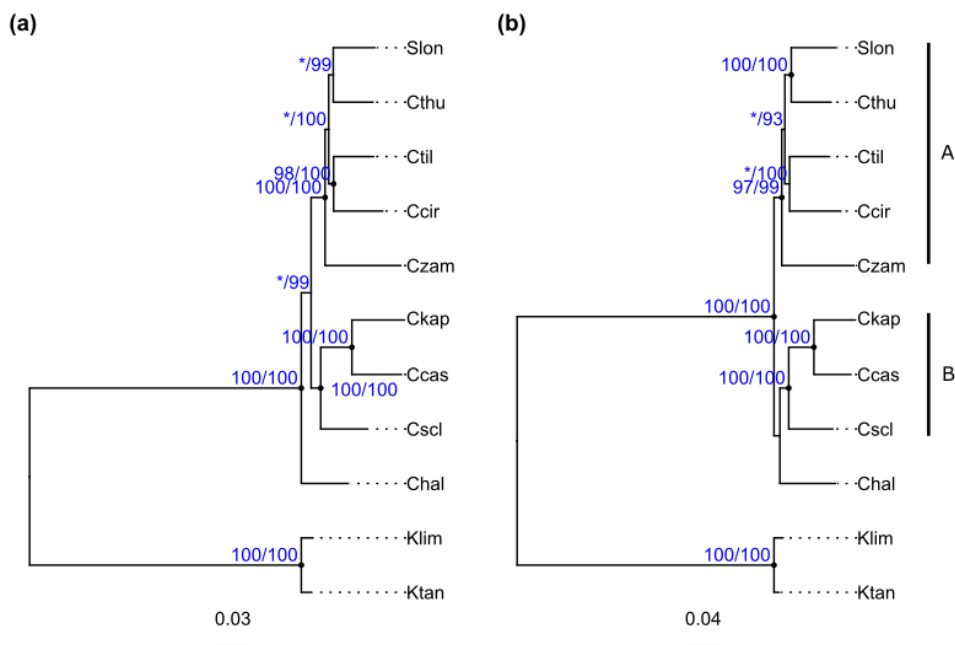 (a)
Slon
*/99
Cthu
*/100
Ctil
98/100
100/100
Ccir
Czam
*/99
Ckap
100/100
100/100
Ccas
100/100
Cscl
Chal
Klim
100/100
Ktan
0.03
(b)
Slon
100/100
Cthu
*/93
A
Ctil
*/100
97/99
Ccir
Czam
100/100
Ckap
100/100
100/100
Ccas
B
Cscl
Chal
Klim
100/100
Ktan
0.04